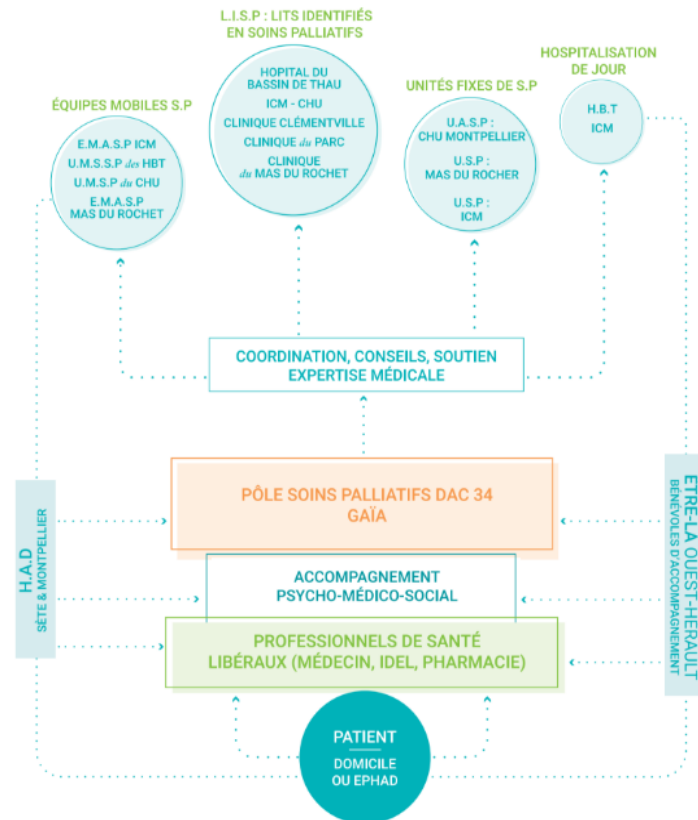 L.I.S.P : LITS IDENTIFIÉS
EN SOINS PALLIATIFS
HOPITAL DU
BASSIN DE THAU
ICM - CHU
CLINIQUE CLÉMENTVILLE
CLINIQUE du PARC
CLINIQUE
du MAS DU ROCHET
HOSPITALISATION
DE JOUR
H.B.T
ICM
UNITÉS FIXES DE S.P
U.A.S.P :
CHU MONTPELLIER
U.S.P :
MAS DU ROCHER
U.S.P :
ICM
ÉQUIPES MOBILES S.P
E.M.A.S.P ICM
U.M.S.S.P des HBT
U.M.S.P du CHU
E.M.A.S.P
MAS DU ROCHET
COORDINATION, CONSEILS, SOUTIEN
EXPERTISE MÉDICALE
PÔLE SOINS PALLIATIFS DAC 34
GAÏA
ACCOMPAGNEMENT
PSYCHO-MÉDICO-SOCIAL
PROFESSIONNELS DE SANTÉ
LIBÉRAUX (MÉDECIN, IDEL, PHARMACIE)
PATIENT
DOMICILE
OU EPHAD
H.A.D
SÈTE & MONTPELLIER
ETRE-LA OUEST-HERAULT
BÉNÉVOLES D'ACCOMPAGNEMENT